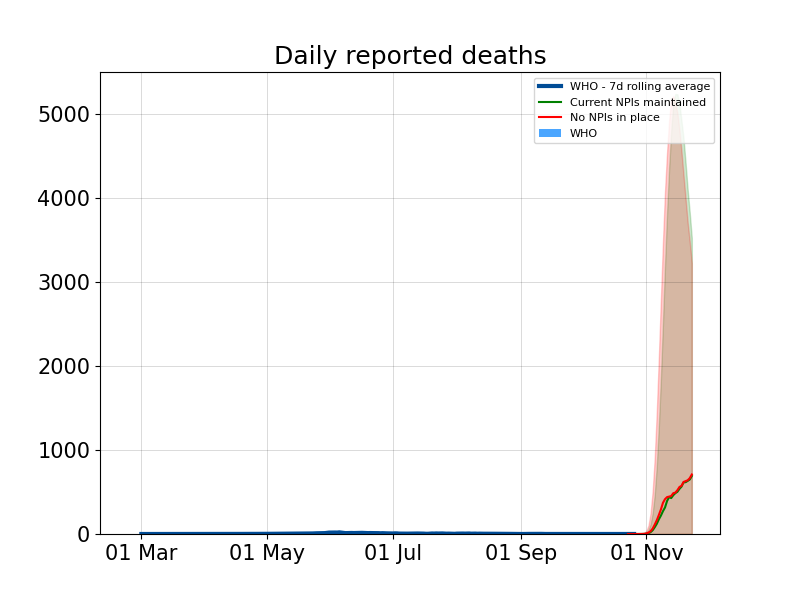 Daily reported deaths
WHO - 7d rolling average
Current NPIs maintained
No NPIs in place
WHO
5000
4000
3000
2000
1000
0
01 Mar 01 May 01 Jul 01 Sep 01 Nov